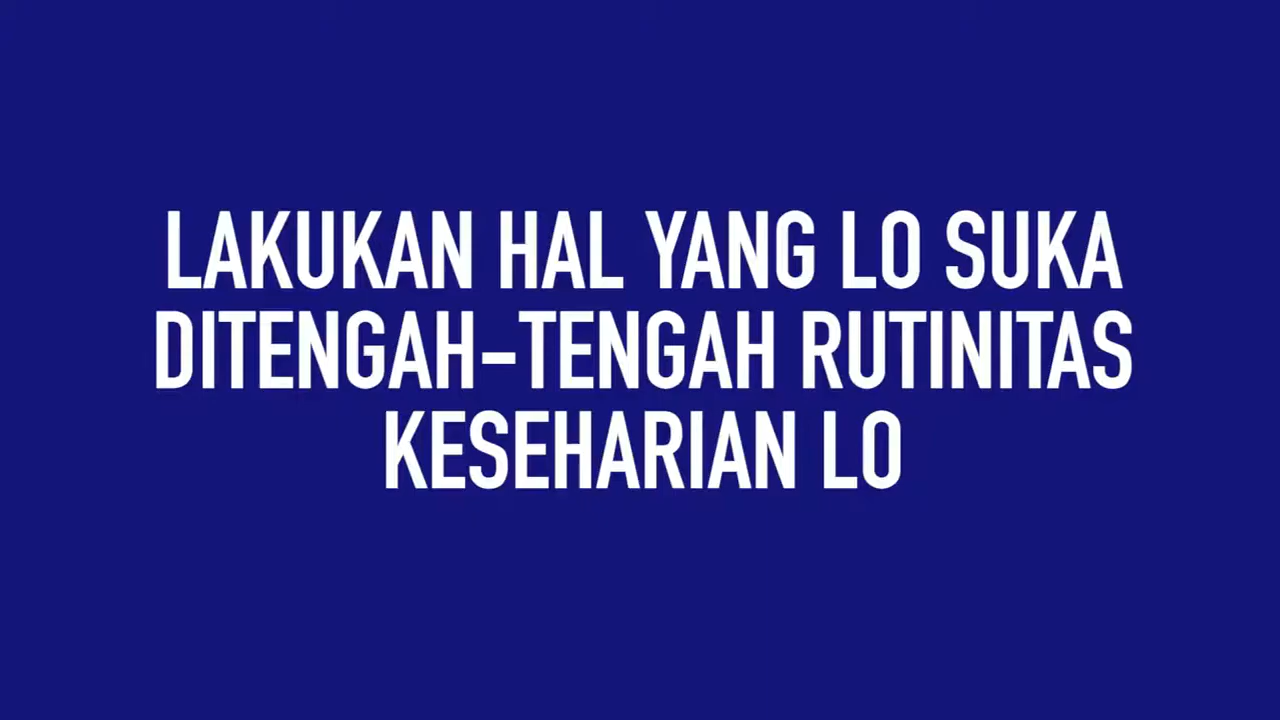 LAKUKAN HAL YANG LO SUKA
DITENGAH-TENGAH RUTINITAS
KESEHARIAN LO